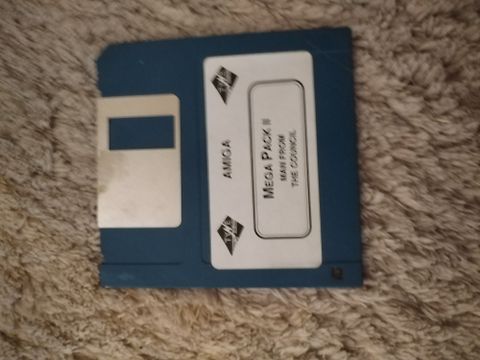 AMIGA
MEGA PACK II
MAN FROM
THE COUNCIL